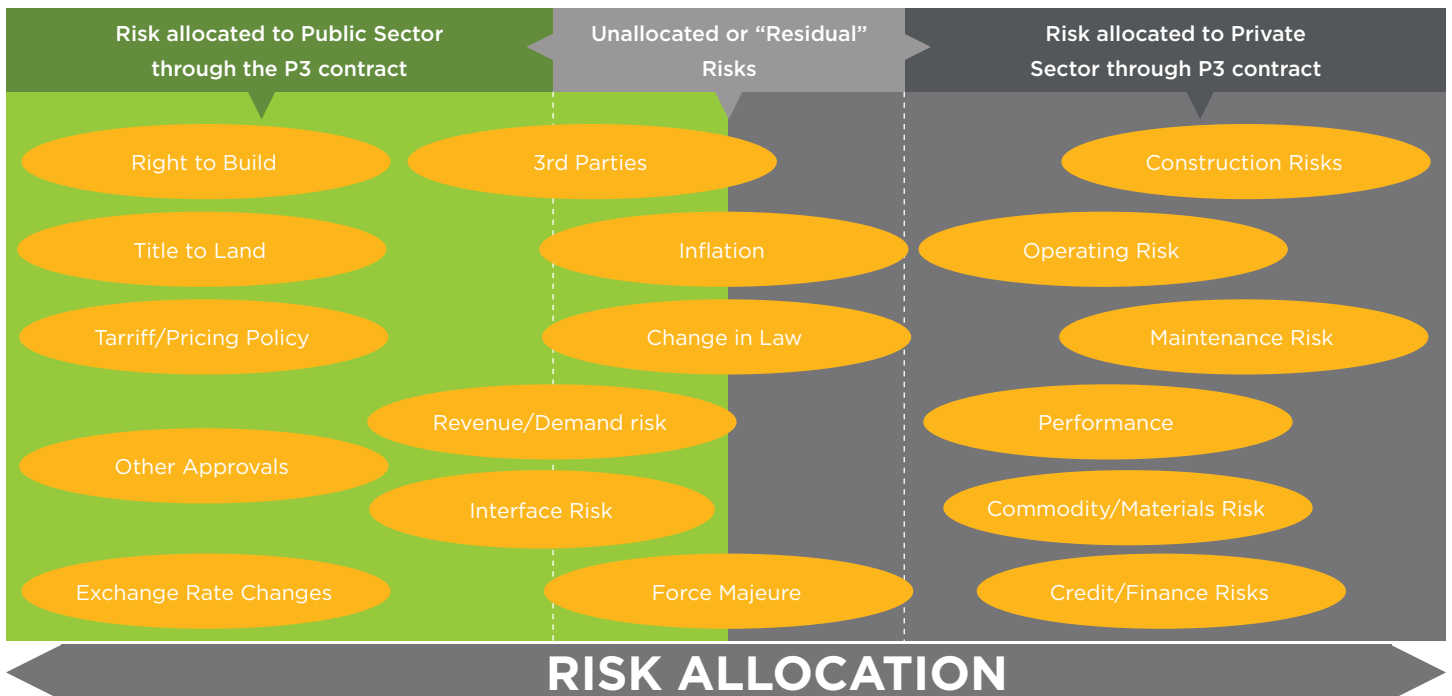 Risk allocated to Public Sector
through the P3 contract
Unallocated or “Residual”
Risks
Risk allocated to Private
Sector through P3 contract
Right to Build
3rd Parties
Construction Risks
Title to Land
Inflation
Operating Risk
Tarriff/Pricing Policy
Change in Law
Maintenance Risk
Revenue/Demand risk
Performance
Other Approvals
Interface Risk
Commodity/Materials Risk
Exchange Rate Changes
Force Majeure
Credit/Finance Risks
RISK ALLOCATION